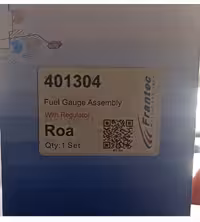 401304
Fuel Gauge Assembly
With Regulator
Roa
Qty:1 Set
Frantec